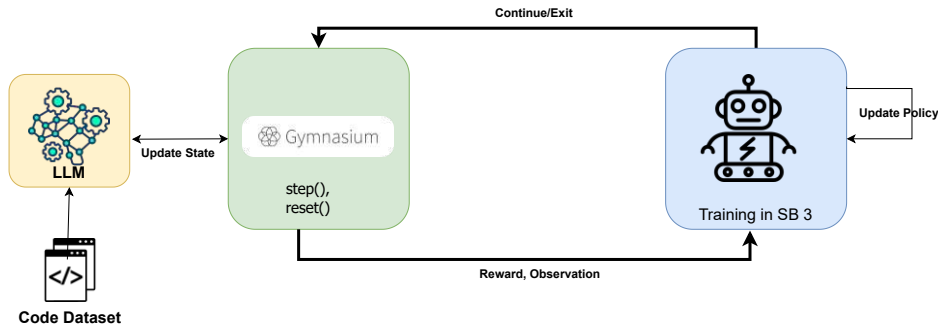 Continue/Exit
Update Policy
Gymnasium
Update State
LLM
step(),
reset()
Training in SB 3
Reward, Observation
</>
Code Dataset